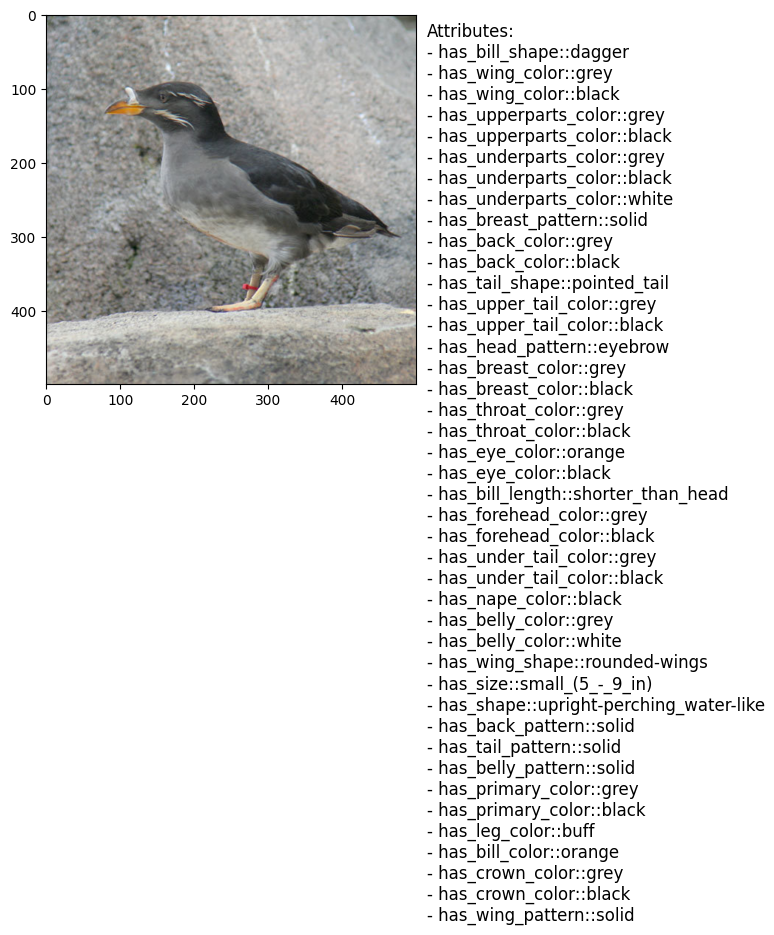 Attributes:
- has_bill_shape::dagger
- has_wing_color::grey
- has_wing_color::black
- has_upperparts_color::grey
- has_upperparts_color::black
- has_underparts_color::grey
- has_underparts_color::black
- has_underparts_color::white
- has_breast_pattern::solid
- has_back_color::grey
- has_back_color::black
- has_tail_shape::pointed_tail
- has_upper_tail_color::grey
- has_upper_tail_color::black
- has_head_pattern::eyebrow
- has_breast_color::grey
- has_breast_color::black
- has_throat_color::grey
- has_throat_color::black
- has_eye_color::orange
- has_eye_color::black
- has_bill_length::shorter_than_head
- has_forehead_color::grey
- has_forehead_color::black
- has_under_tail_color::grey
- has_under_tail_color::black
- has_nape_color::black
- has_belly_color::grey
- has_belly_color::white
- has_wing_shape::rounded-wings
- has_size::small_(5_-_9_in)
- has_shape::upright-perching_water-like
- has_back_pattern::solid
- has_tail_pattern::solid
- has_belly_pattern::solid
- has_primary_color::grey
- has_primary_color::black
- has_leg_color::buff
- has_bill_color::orange
- has_crown_color::grey
- has_crown_color::black
- has_wing_pattern::solid
0
100
200
300
400
0 100 200 300 400